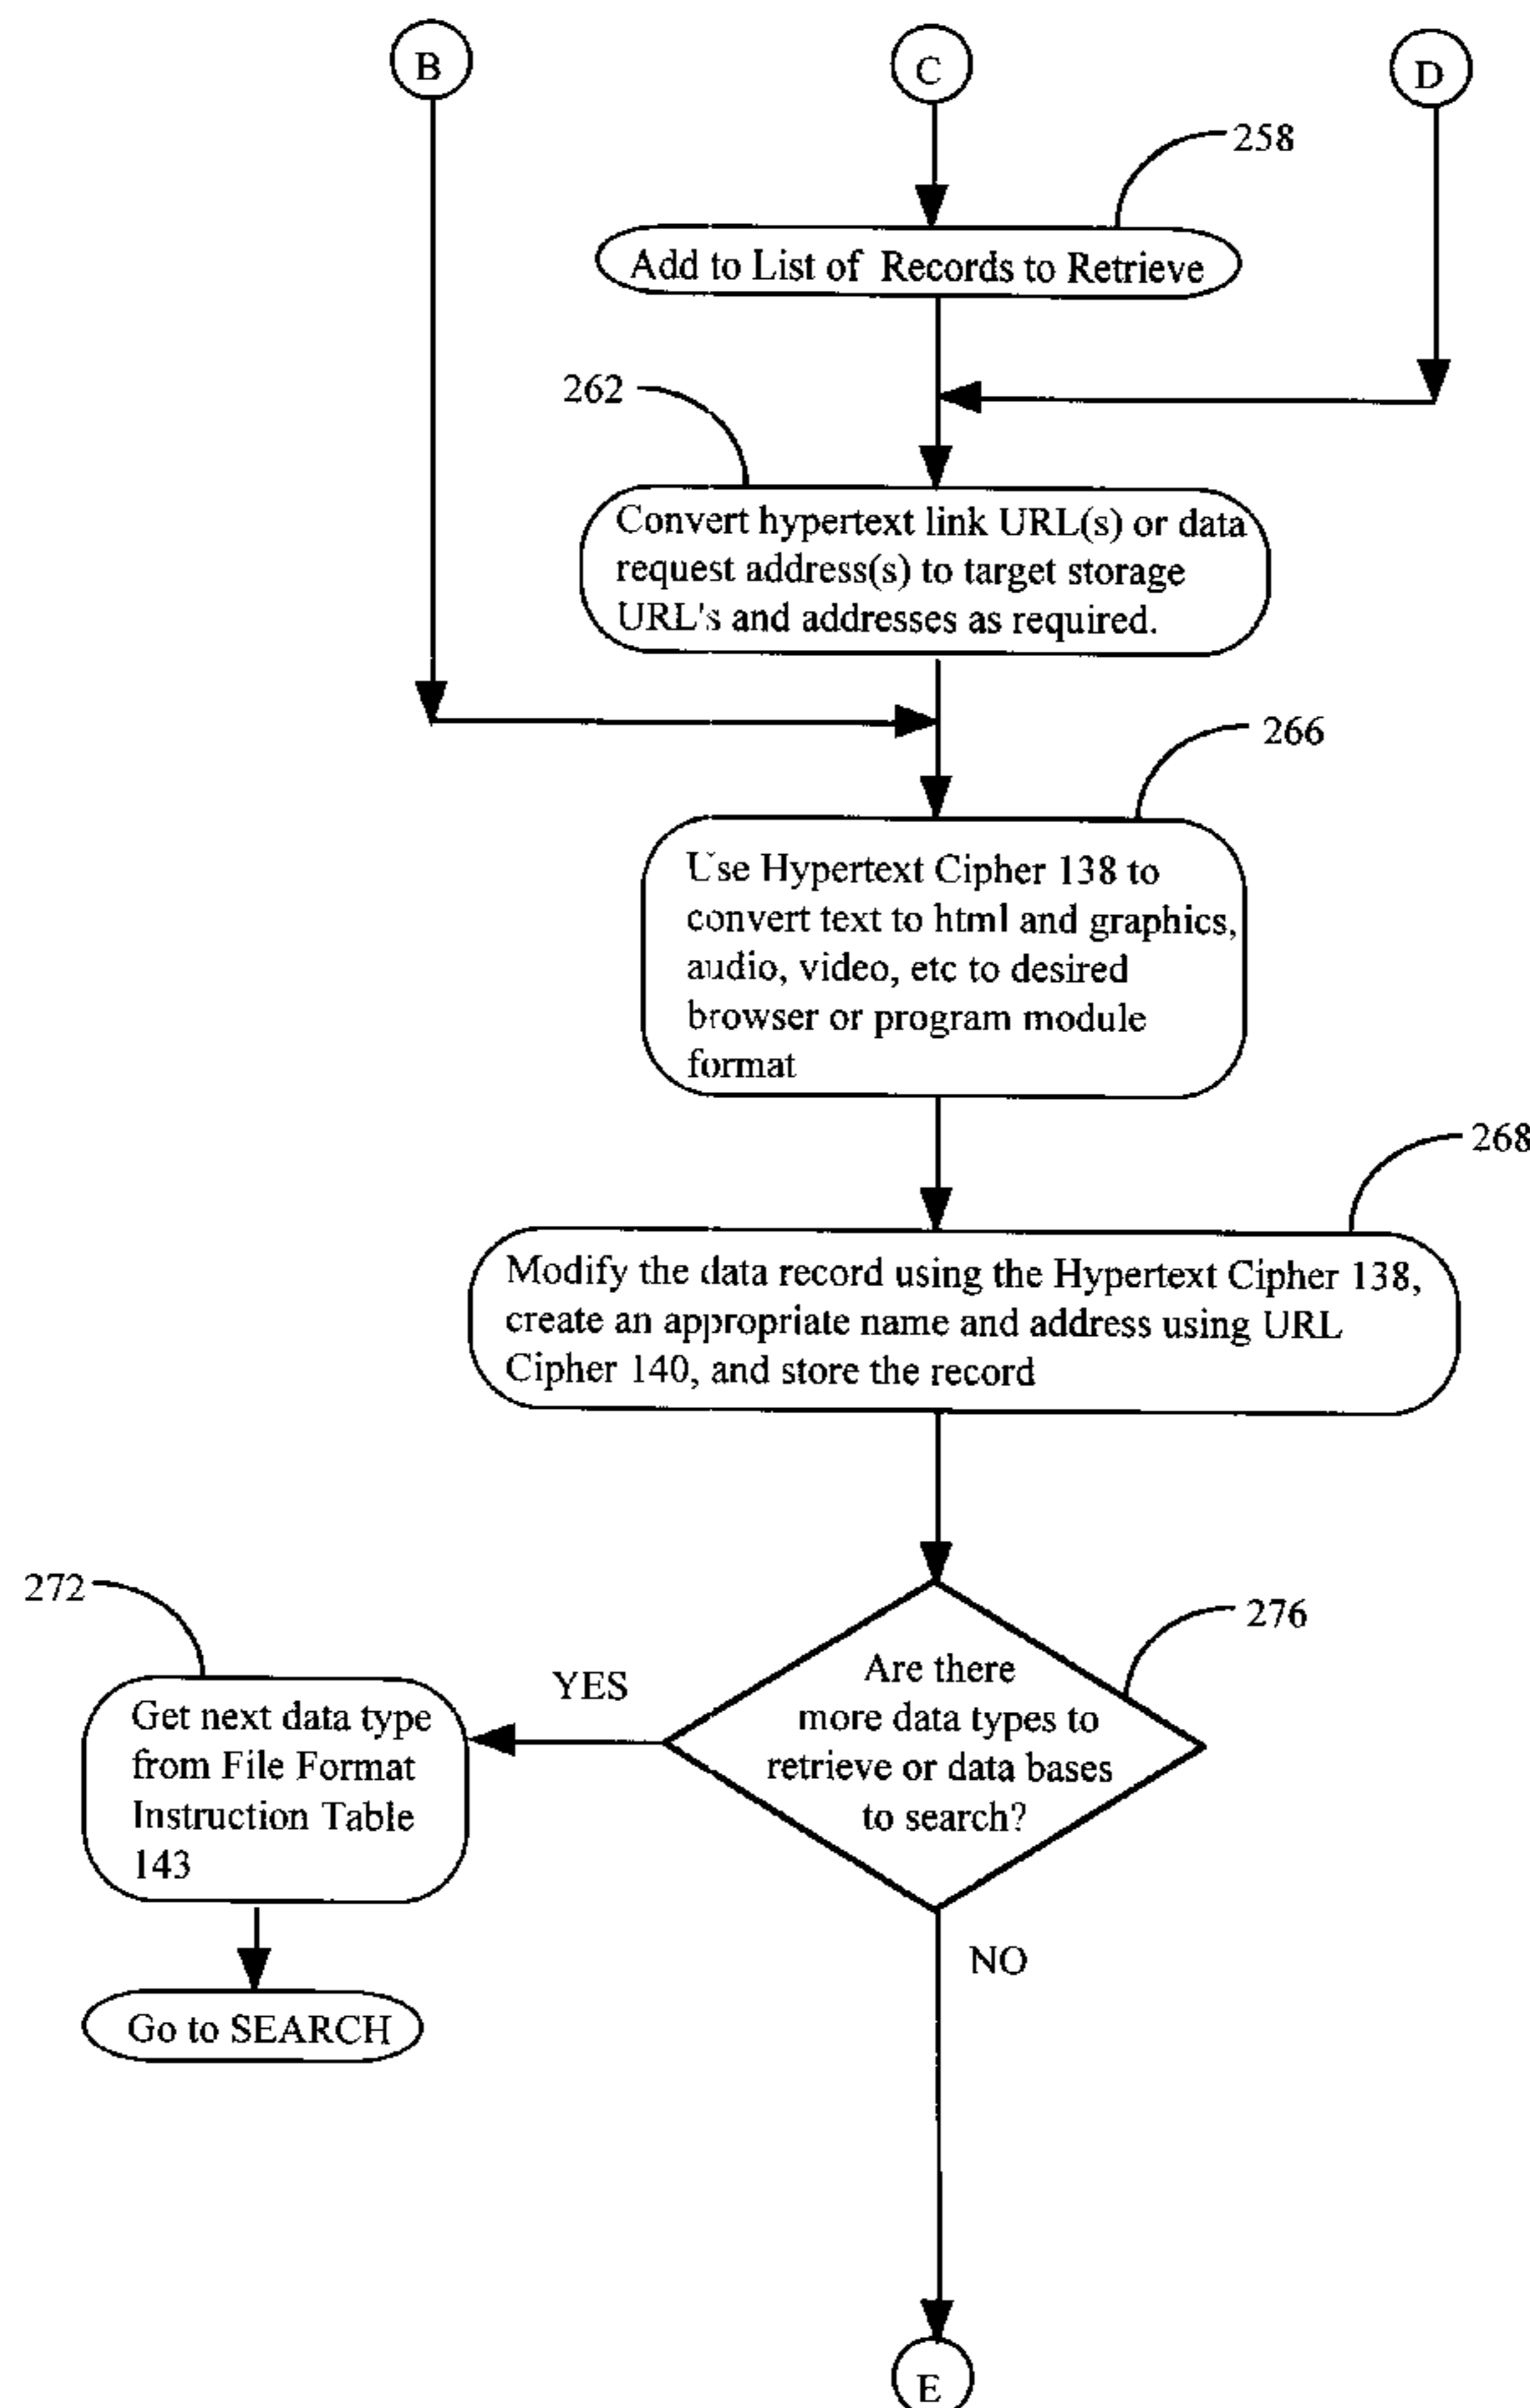 B
C
D
258
Add to List of Records to Retrieve
262
Convert hypertext link URL(s) or data
request address(s) to target storage
URL's and addresses as required.
266
Use Hypertext Cipher 138 to
convert text to html and graphics,
audio, video, etc to desired
browser or program module
format
268
Modify the data record using the Hypertext Cipher 138,
create an appropriate name and address using URL
Cipher 140, and store the record
272
276
Are there
more data types to
retrieve or data bases
to search?
YES
Get next data type
from File Format
Instruction Table
143
NO
Go to SEARCH
E